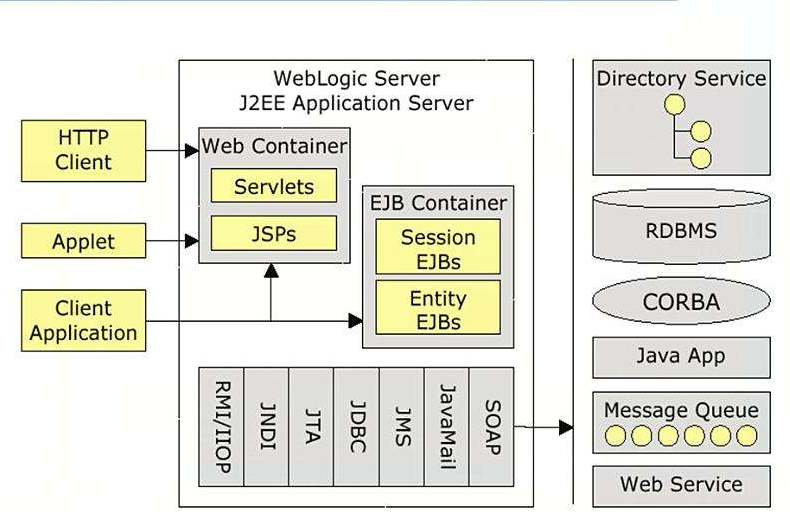 WebLogic Server
J2EE Application Server
HTTP
Client
Applet
Client
Application
Web Container
Servlets
JSPs
EJB Container
Session
EJBs
Entity
EJBs
RMI/IIOP
JNDI
JTA
JDBC
JMS
JavaMail
SOAP
Directory Service
RDBMS
CORBA
Java App
Message Queue
Web Service